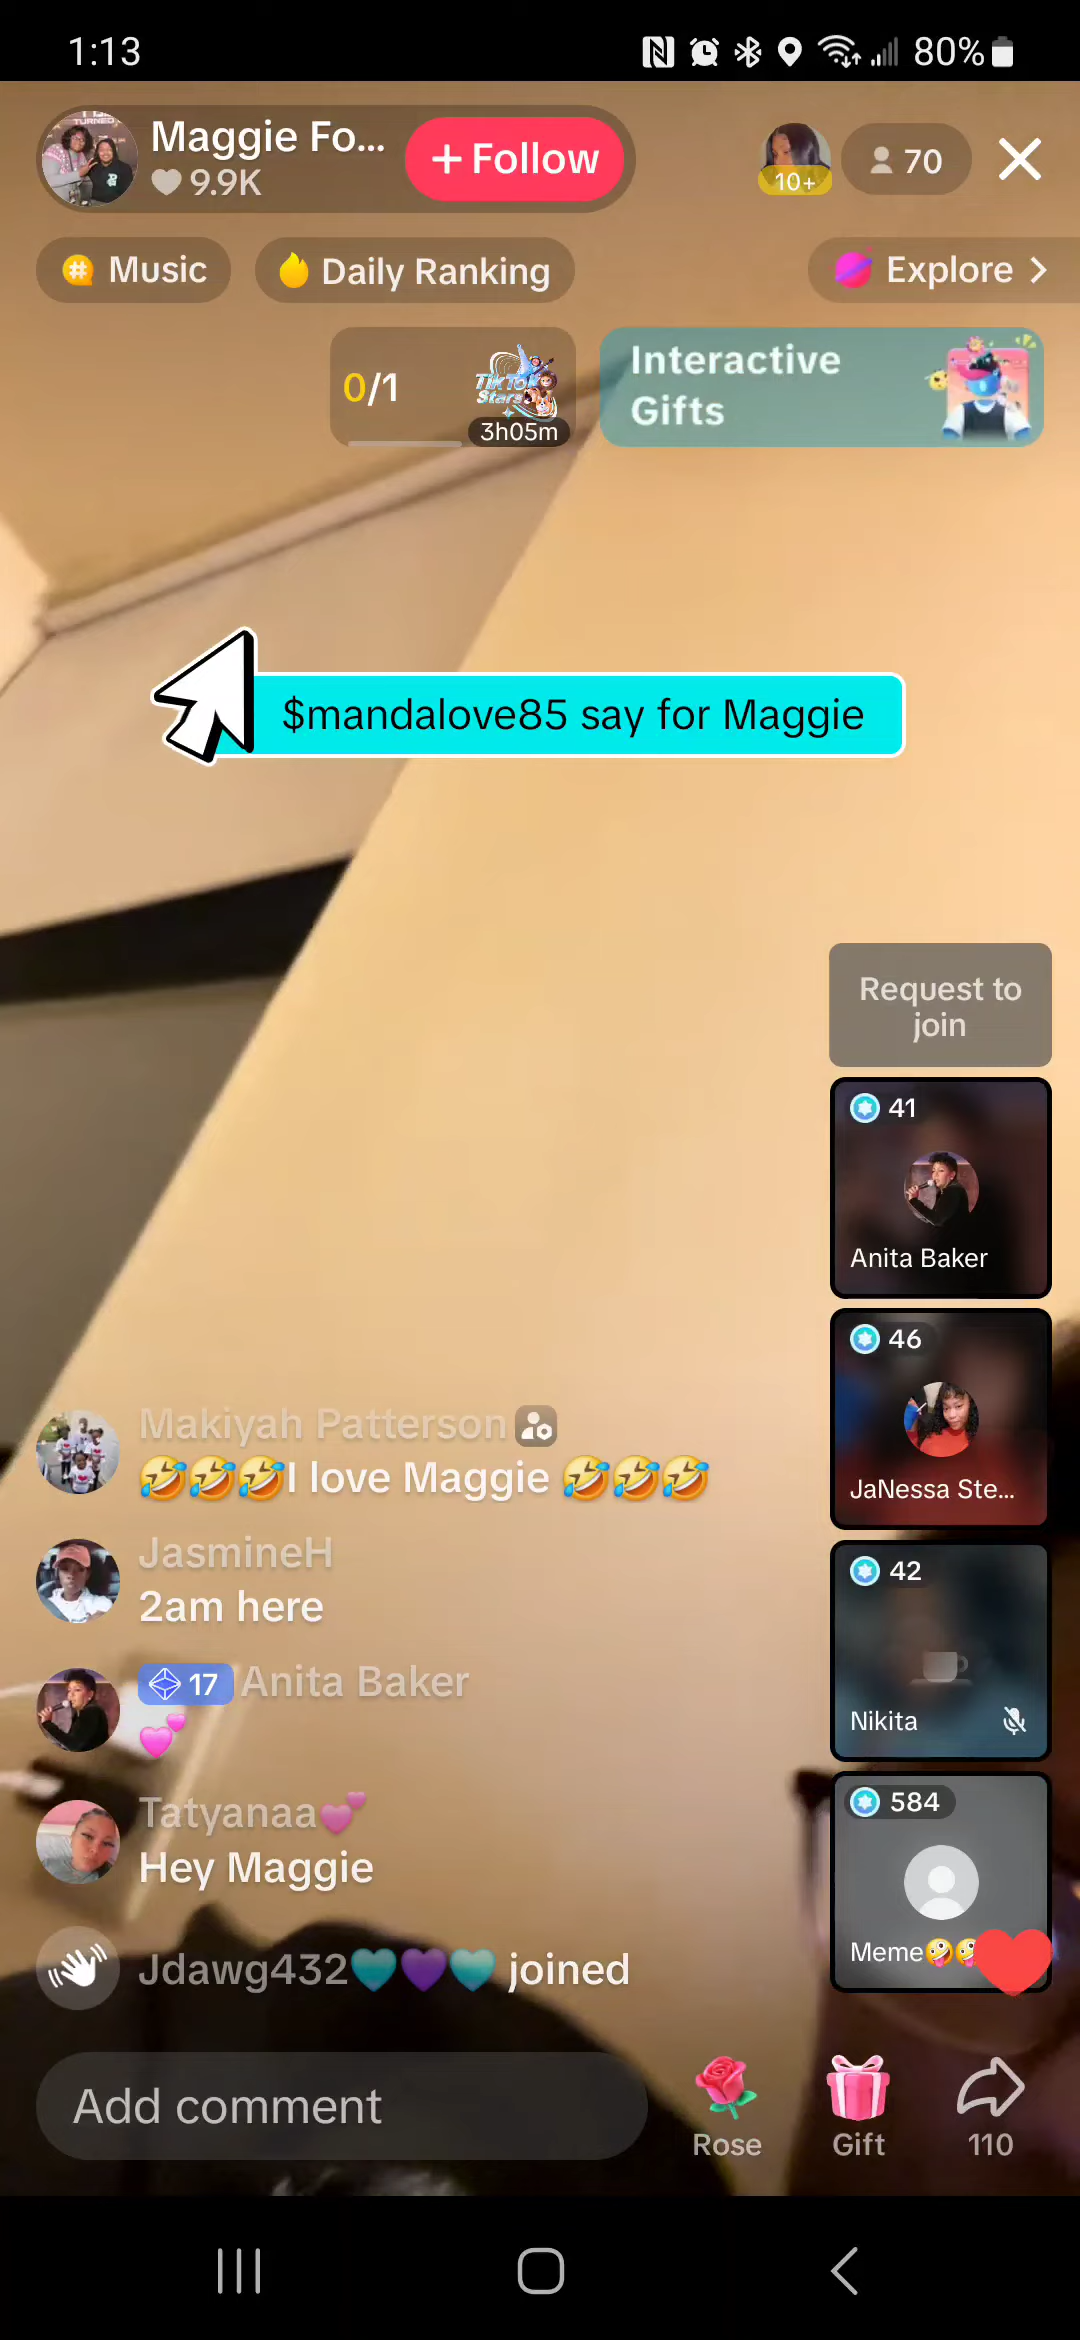 1:13
80%
Maggie Fo...
9.9K
+ Follow
10+
70
Music
Daily Ranking
Explore >
0/1
TikTok
Stars
3h05m
Interactive
Gifts
$mandalove85 say for Maggie
Request to
join
41
Anita Baker
46
JaNessa Ste...
42
Nikita
584
Meme🤪🤪
Makiyah Patterson
🤣🤣🤣I love Maggie 🤣🤣🤣
JasmineH
2am here
17 Anita Baker
💕
Tatyanaa💕
Hey Maggie
Jdawg432🩵💜🩵 joined
Add comment
Rose
Gift
110